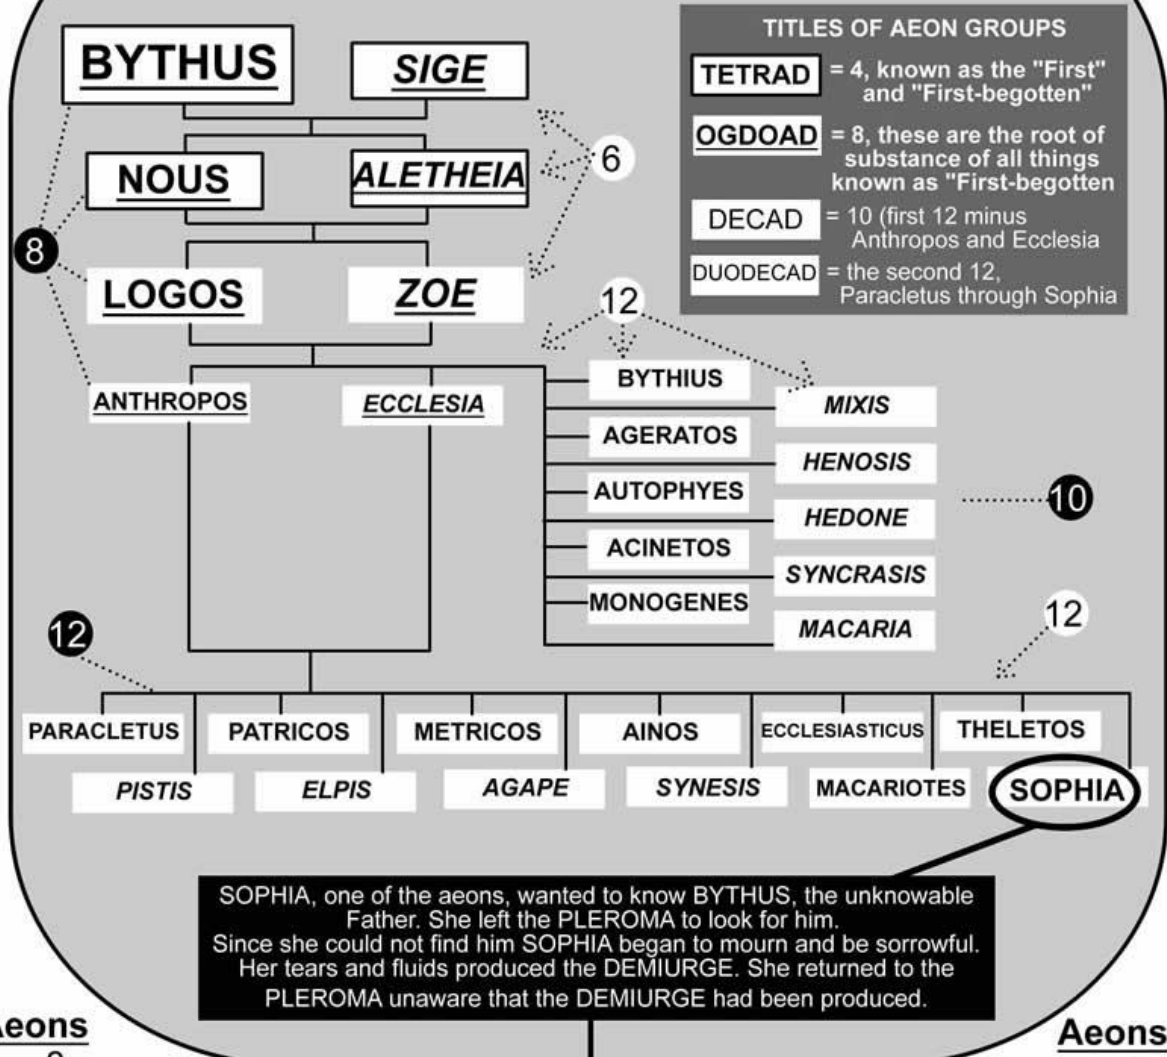 BYTHUS
SIGE
TITLES OF AEON GROUPS
TETRAD = 4, known as the "First"
and "First-begotten"
OGDOAD = 8, these are the root of
substance of all things
known as "First-begotten
DECAD = 10 (first 12 minus
Anthropos and Ecclesia
DUODECAD = the second 12,
Paracletus through Sophia
6
NOUS
ALETHEIA
8
LOGOS
ZOE
12
ANTHROPOS
ECCLESIA
BYTHIUS
MIXIS
AGERATOS
HENOSIS
AUTOPHYES
HEDONE
10
ACINETOS
SYNCRASIS
MONOGENES
MACARIA
12
12
PARACLETUS
PATRICOS
METRICOS
AINOS
ECCLESIASTICUS
THELETOS
PISTIS
ELPIS
AGAPE
SYNESIS
MACARIOTES
SOPHIA
SOPHIA, one of the aeons, wanted to know BYTHUS, the unknowable
Father. She left the PLEROMA to look for him.
Since she could not find him SOPHIA began to mourn and be sorrowful.
Her tears and fluids produced the DEMIURGE. She returned to the
PLEROMA unaware that the DEMIURGE had been produced.
Aeons
Aeons